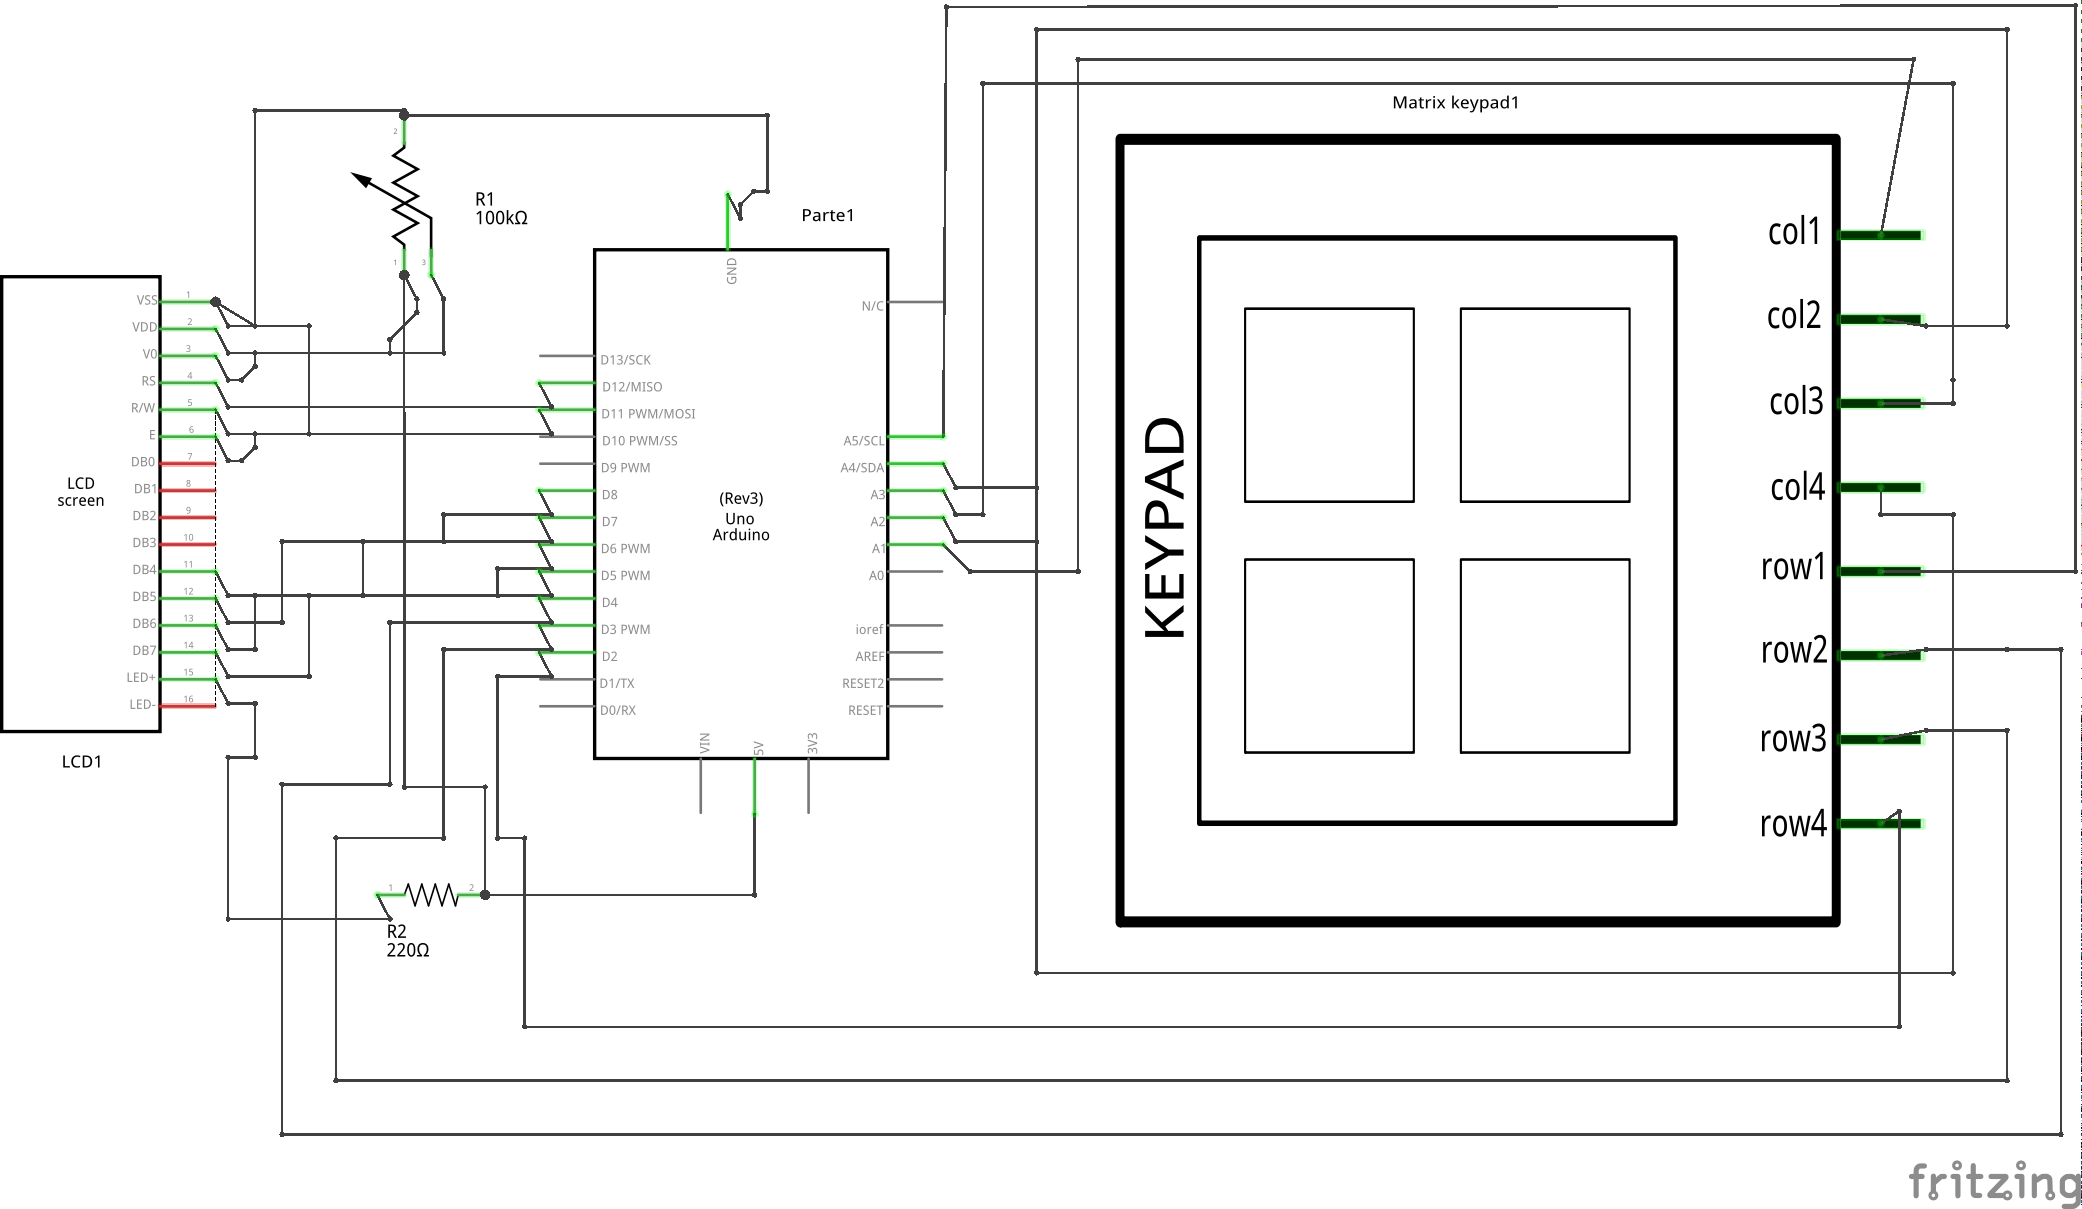 Matrix keypad1
R1
100kΩ
Parte1
2
1
3
VSS 1
VDD 2
V0 3
RS 4
R/W 5
E 6
DB0 7
DB1 8
DB2 9
DB3 10
DB4 11
DB5 12
DB6 13
DB7 14
LED+ 15
LED- 16
LCD
screen
LCD1
GND
N/C
D13/SCK
D12/MISO
D11 PWM/MOSI
D10 PWM/SS
D9 PWM
D8
D7
D6 PWM
D5 PWM
D4
D3 PWM
D2
D1/TX
D0/RX
(Rev3)
Uno
Arduino
A5/SCL
A4/SDA
A3
A2
A1
A0
ioref
AREF
RESET2
RESET
VIN
5V
3V3
1
2
R2
220Ω
KEYPAD
col1
col2
col3
col4
row1
row2
row3
row4
fritzing